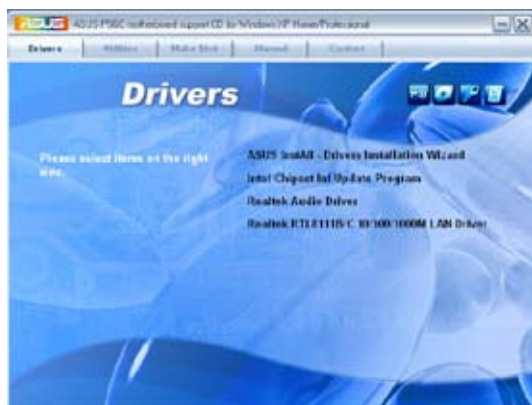 ASUS
ASUS P5GC motherboard support CD for Windows XP Home/Professional
Drivers
Utilities
Make Disk
Manual
Contact
Drivers
Please select items on the right side.
ASUS InstAll - Drivers Installation Wizard
Intel Chipset Inf Update Program
Realtek Audio Driver
Realtek RTL8111B/C 10/100/1000M LAN Driver